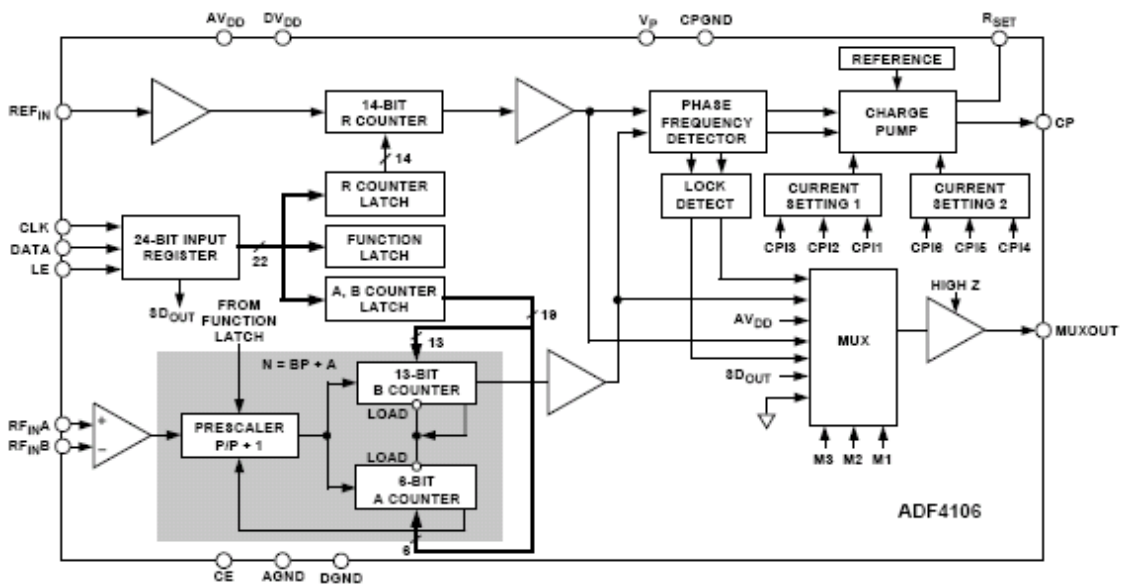 AVDD DVDD VP CPGND RSET
REFERENCE
REFINA
14-BIT
R COUNTER
PHASE
FREQUENCY
DETECTOR
CHARGE
PUMP
CP
14
R COUNTER
LATCH
LOCK
DETECT
CURRENT
SETTING 1
CURRENT
SETTING 2
CLK
DATA
LE
24-BIT INPUT
REGISTER
22
FUNCTION
LATCH
CPI3 CPI2 CPI1
CPI6 CPI5 CPI4
A, B COUNTER
LATCH
SDOUT
FROM
FUNCTION
LATCH
19
13
HIGH Z
AVDD
MUX
MUXOUT
N = BP + A
13-BIT
B COUNTER
SDOUT
LOAD
RFINA
RFINB
+
−
PRESCALER
P/P + 1
LOAD
6-BIT
A COUNTER
M3 M2 M1
6
ADF4106
CE AGND DGND